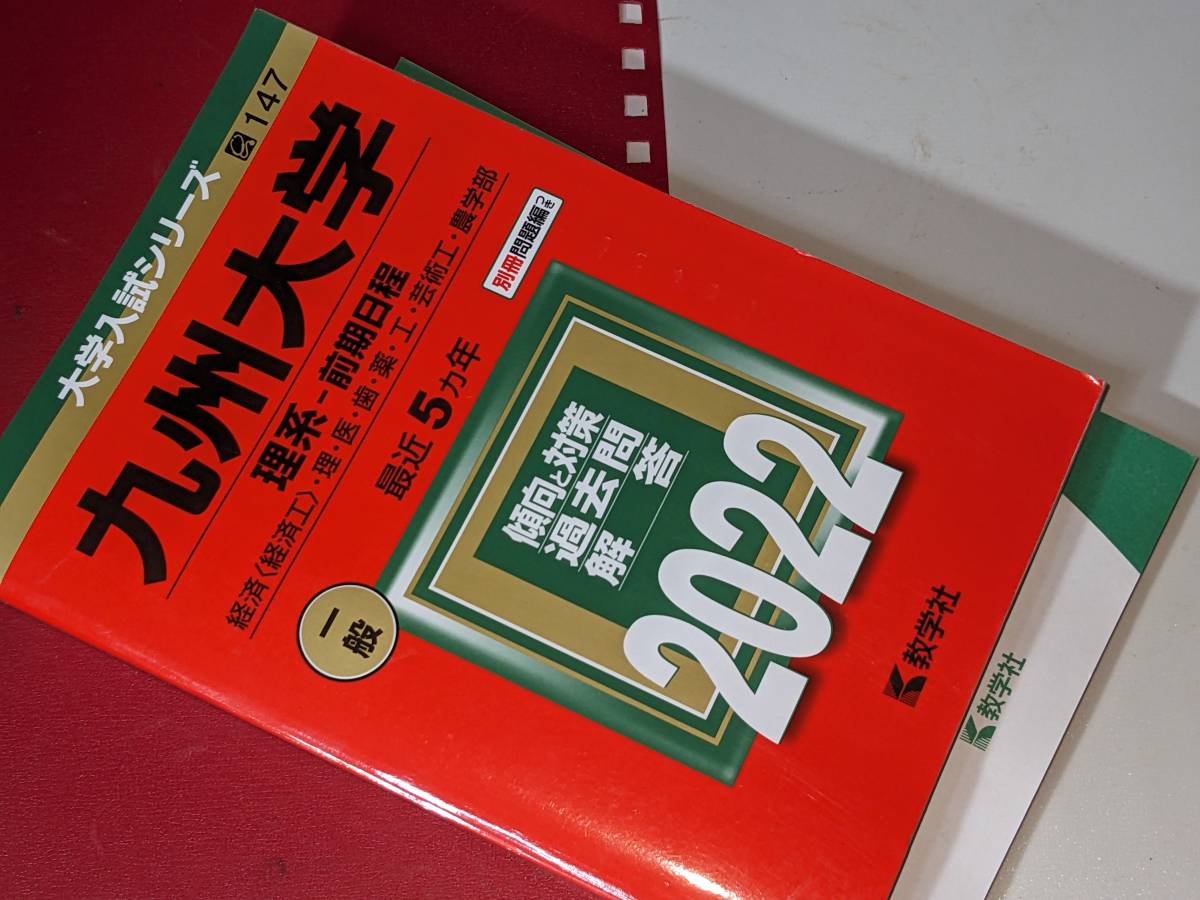 大学入試シリーズ
147
九州大学
理系-前期日程
経済〈経済工〉・理・医・歯・薬・工・芸術工・農学部
最近5カ年
別冊問題編つき
一般
傾向と対策
過去問
解答
2022
教学社
教学社